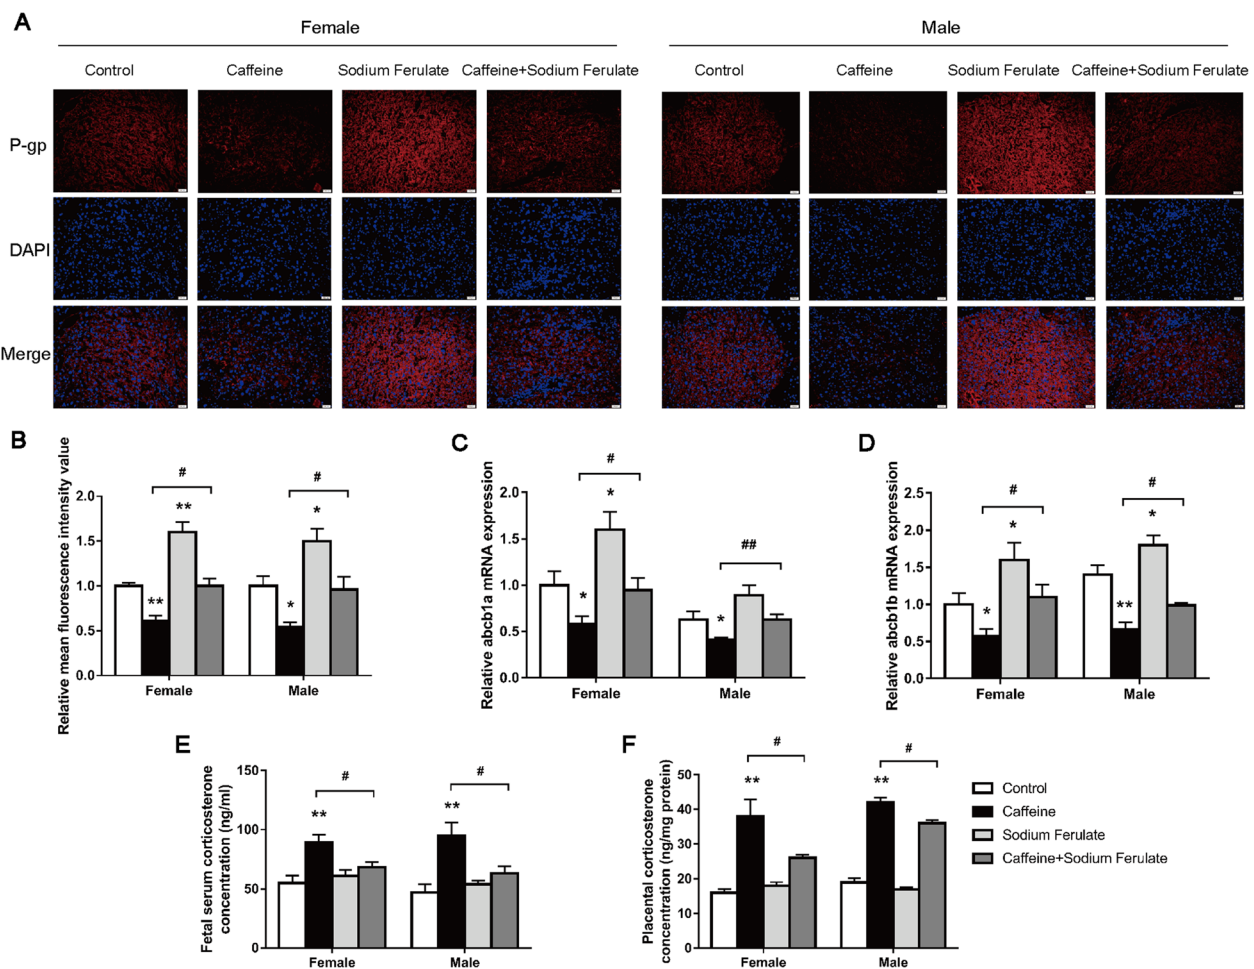 A
Female
Male
Control
Caffeine
Sodium Ferulate
Caffeine+Sodium Ferulate
Control
Caffeine
Sodium Ferulate
Caffeine+Sodium Ferulate
P-gp
DAPI
Merge
B
Relative mean fluorescence intensity value
2.0
1.5
1.0
0.5
0.0
**
**
#
*
*
#
Female
Male
C
Relative abcb1a mRNA expression
2.0
1.5
1.0
0.5
0.0
*
*
#
*
##
Female
Male
D
Relative abcb1b mRNA expression
2.5
2.0
1.5
1.0
0.5
0.0
*
*
#
**
*
#
Female
Male
E
Fetal serum corticosterone
concentration (ng/ml)
150
100
50
0
**
#
**
#
Female
Male
F
Placental corticosterone
concentration (ng/mg protein)
50
40
30
20
10
0
**
#
**
#
Female
Male
Control
Caffeine
Sodium Ferulate
Caffeine+Sodium Ferulate